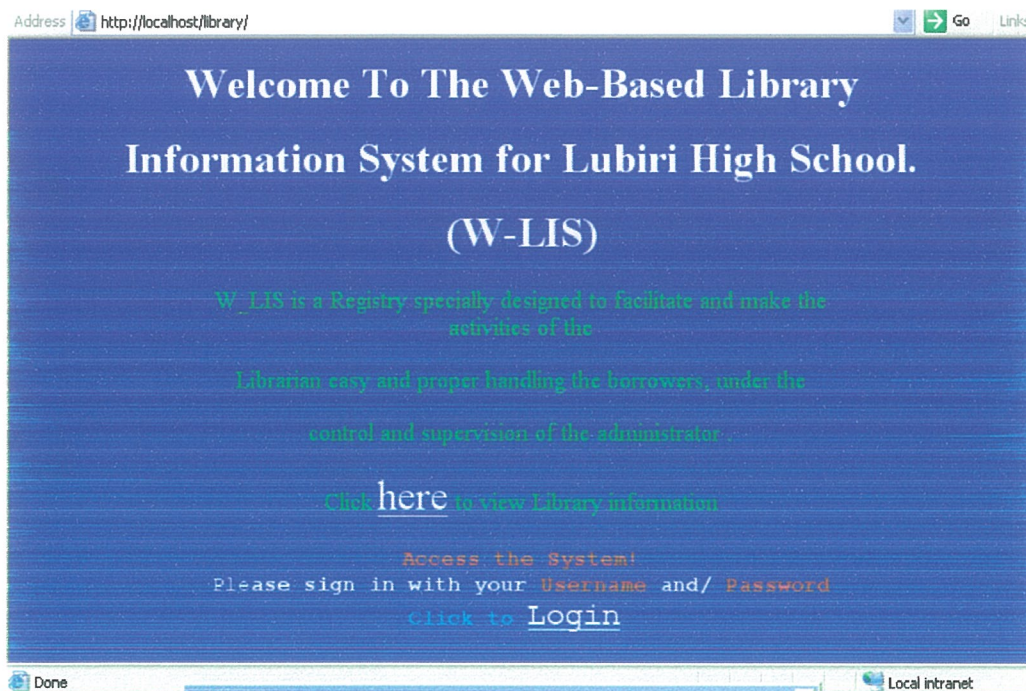 Address http://localhost/library/ Go Links
Welcome To The Web-Based Library
Information System for Lubiri High School.
(W-LIS)
W_LIS is a Registry specially designed to facilitate and make the
activities of the
Librarian easy and proper handling the borrowers, under the
control and supervision of the administrator .
Click here to view Library information
Access the System!
Please sign in with your Username and/ Password
Click to Login
Done Local intranet